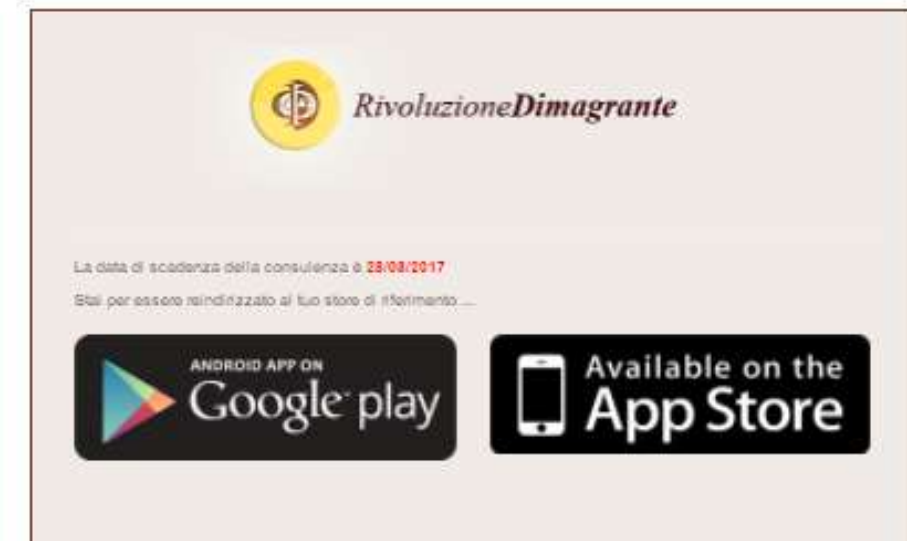 RivoluzioneDimagrante
La data di scadenza della consulenza è 28/08/2017
Stai per essere reindirizzato al tuo store di riferimento ...
ANDROID APP ON
Google play
Available on the
App Store